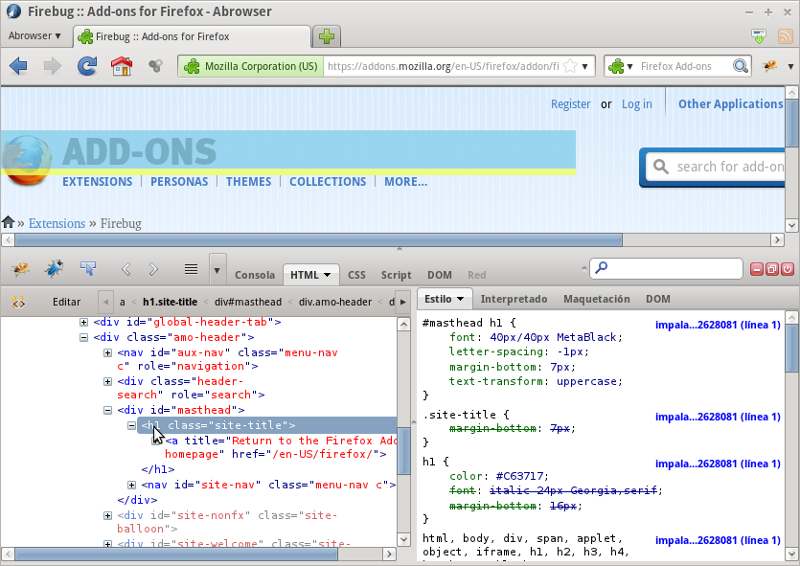 Firebug :: Add-ons for Firefox - Abrowser
Abrowser
Firebug :: Add-ons for Firefox
Mozilla Corporation (US)
https://addons.mozilla.org/en-US/firefox/addon/fi
Firefox Add-ons
Register or Log in
Other Applications
ADD-ONS
search for add-on
EXTENSIONS PERSONAS THEMES COLLECTIONS MORE...
» Extensions » Firebug
Consola HTML CSS Script DOM Red
Editar
a < h1.site-title < div#masthead < div.amo-header < d
Estilo Interpretado Maquetación DOM
<div id="global-header-tab">
<div class="amo-header">
<nav id="aux-nav" class="menu-nav
c" role="navigation">
<div class="header-
search" role="search">
<div id="masthead">
<h1 class="site-title">
<a title="Return to the Firefox Add
homepage" href="/en-US/firefox/">
</h1>
<nav id="site-nav" class="menu-nav c">
</div>
<div id="site-nonfx" class="site-
balloon">
<div id="site-welcome" class="site-
#masthead h1 { impala...2628081 (línea 1)
font: 40px/40px MetaBlack;
letter-spacing: -1px;
margin-bottom: 7px;
text-transform: uppercase;
}
.site-title { impala...2628081 (línea 1)
margin-bottom: 7px;
}
h1 { impala...2628081 (línea 1)
color: #C63717;
font: italic 24px Georgia,serif;
margin-bottom: 16px;
}
html, body, div, span, applet, impala...2628081 (línea 1)
object, iframe, h1, h2, h3, h4,